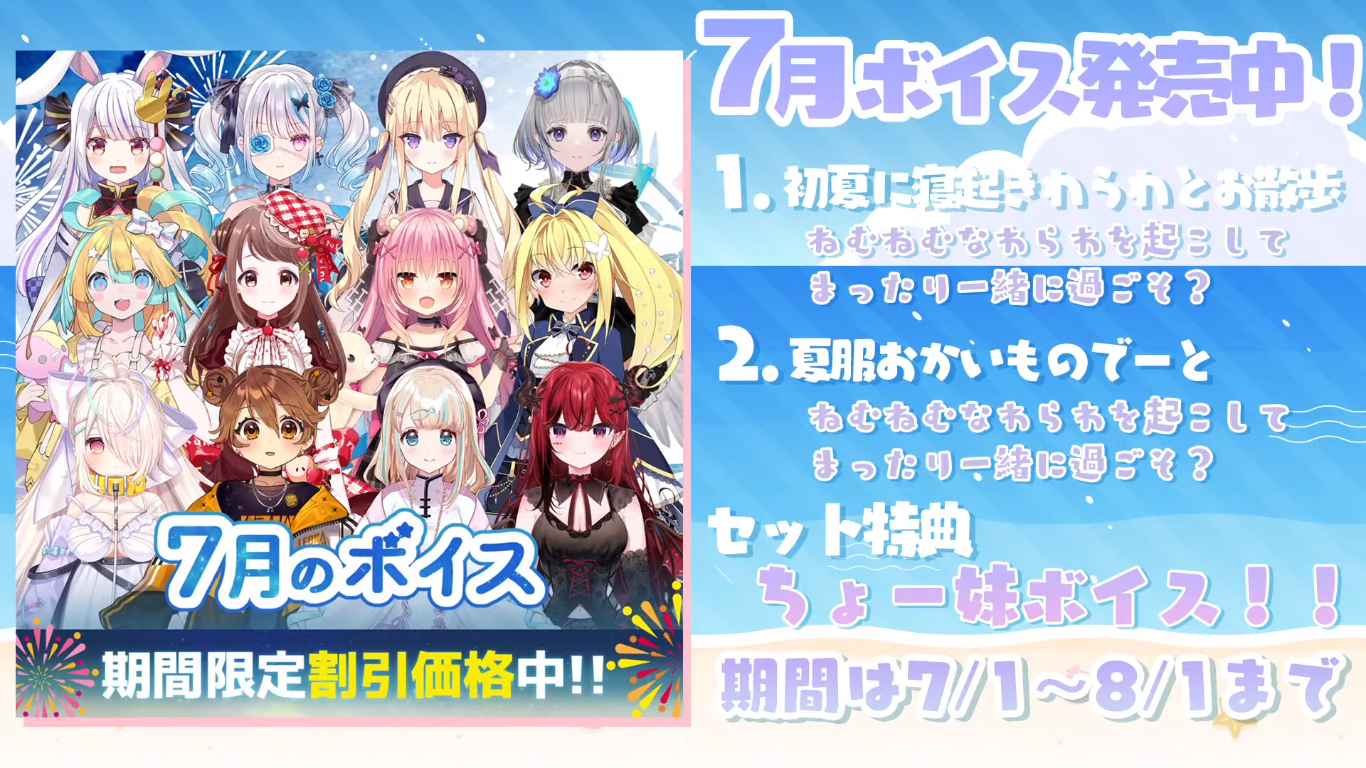 7月のボイス
期間限定割引価格中!!
7月ボイス発売中!
1.初夏に寝起きわらわとお散歩
ねむねむなわらわを起こして
まったり一緒に過ごそ?
2.夏服おかいものでーと
ねむねむなわらわを起こして
まったり一緒に過ごそ?
セット特典
ちょー妹ボイス!!
期間は7/1〜8/1まで